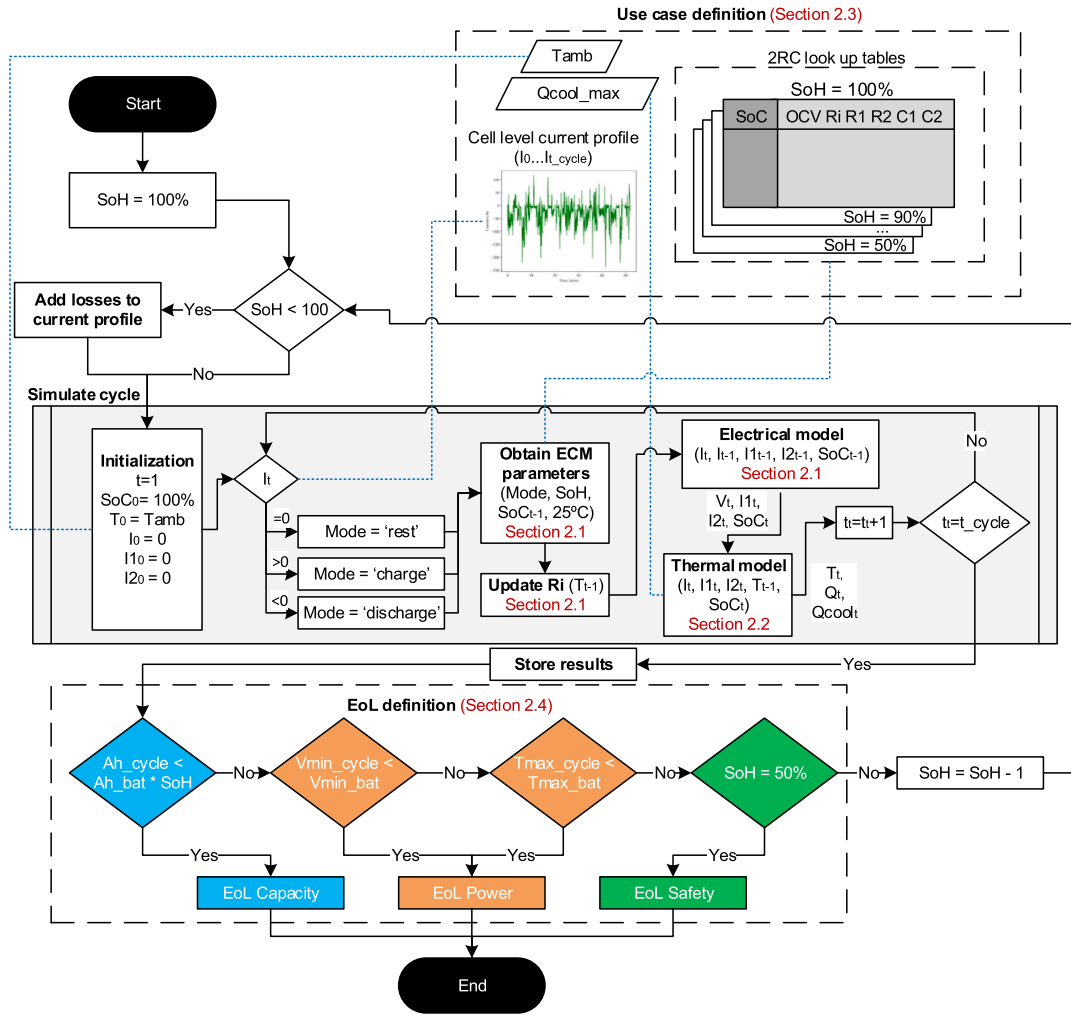 Use case definition (Section 2.3)
Tamb
Qcool_max
Cell level current profile
(I0...It_cycle)
2RC look up tables
SoH = 100%
SoC
OCV Ri R1 R2 C1 C2
SoH = 90%
...
SoH = 50%
Start
SoH = 100%
SoH < 100
Yes
Add losses to
current profile
No
Simulate cycle
Initialization
t=1
SoC0= 100%
T0 = Tamb
I0 = 0
I10 = 0
I20 = 0
It
=0
Mode = ‘rest’
>0
Mode = ‘charge’
<0
Mode = ‘discharge’
Obtain ECM
parameters
(Mode, SoH,
SoCt-1, 25ºC)
Section 2.1
Update Ri (Tt-1)
Section 2.1
Electrical model
(It, It-1, I1t-1, I2t-1, SoCt-1)
Section 2.1
Vt, I1t,
I2t, SoCt
Thermal model
(It, I1t, I2t, Tt-1,
SoCt)
Section 2.2
Tt,
Qt,
Qcoolt
tt=tt+1
tt=t_cycle
No
Yes
Store results
EoL definition (Section 2.4)
Ah_cycle <
Ah_bat * SoH
No
Vmin_cycle <
Vmin_bat
No
Tmax_cycle <
Tmax_bat
No
SoH = 50%
No
SoH = SoH - 1
Yes
Yes
Yes
Yes
EoL Capacity
EoL Power
EoL Safety
End